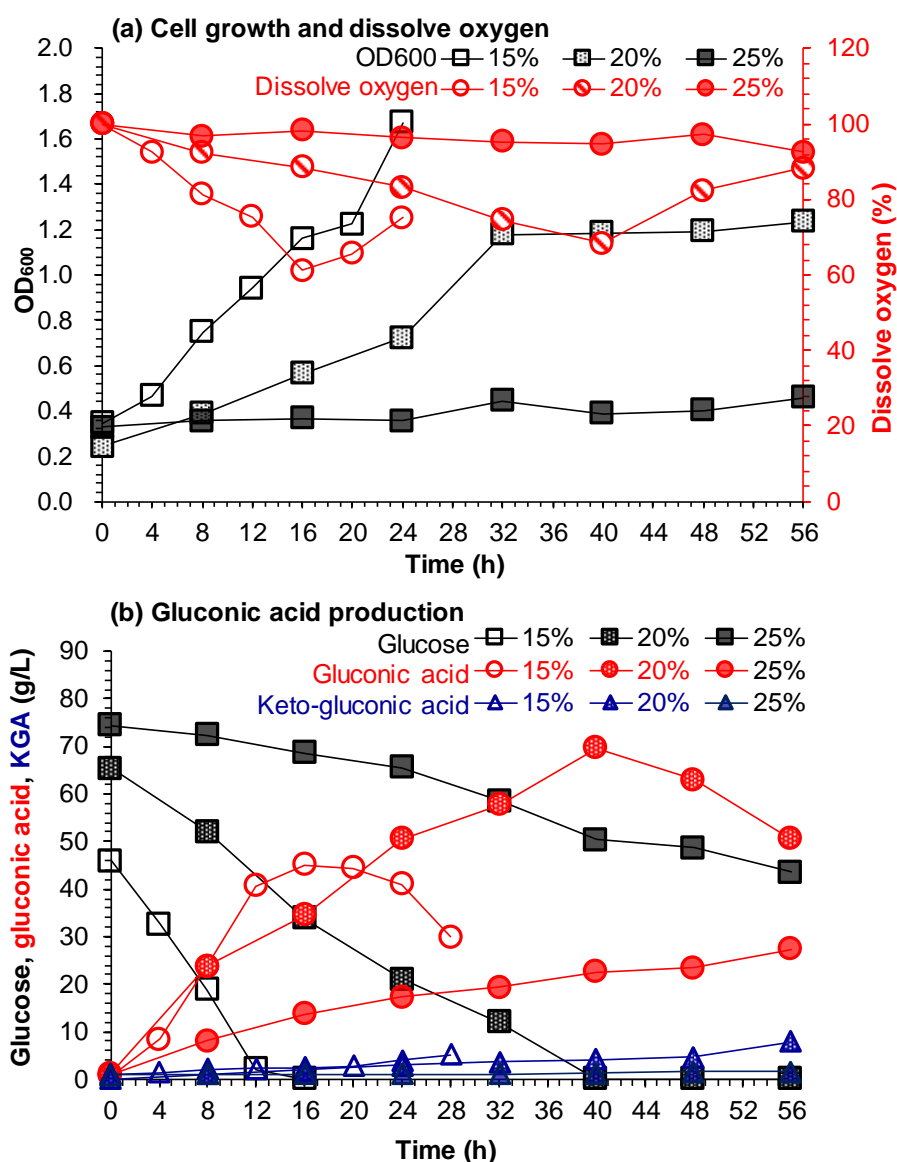 (a) Cell growth and dissolve oxygen
OD600 15% 20% 25%
Dissolve oxygen 15% 20% 25%
2.0
1.8
1.6
1.4
1.2
1.0
0.8
0.6
0.4
0.2
0.0
OD600
120
100
80
60
40
20
0
Dissolve oxygen (%)
0 4 8 12 16 20 24 28 32 36 40 44 48 52 56
Time (h)
(b) Gluconic acid production
Glucose 15% 20% 25%
Gluconic acid 15% 20% 25%
Keto-gluconic acid 15% 20% 25%
90
80
70
60
50
40
30
20
10
0
Glucose, gluconic acid, KGA (g/L)
0 4 8 12 16 20 24 28 32 36 40 44 48 52 56
Time (h)